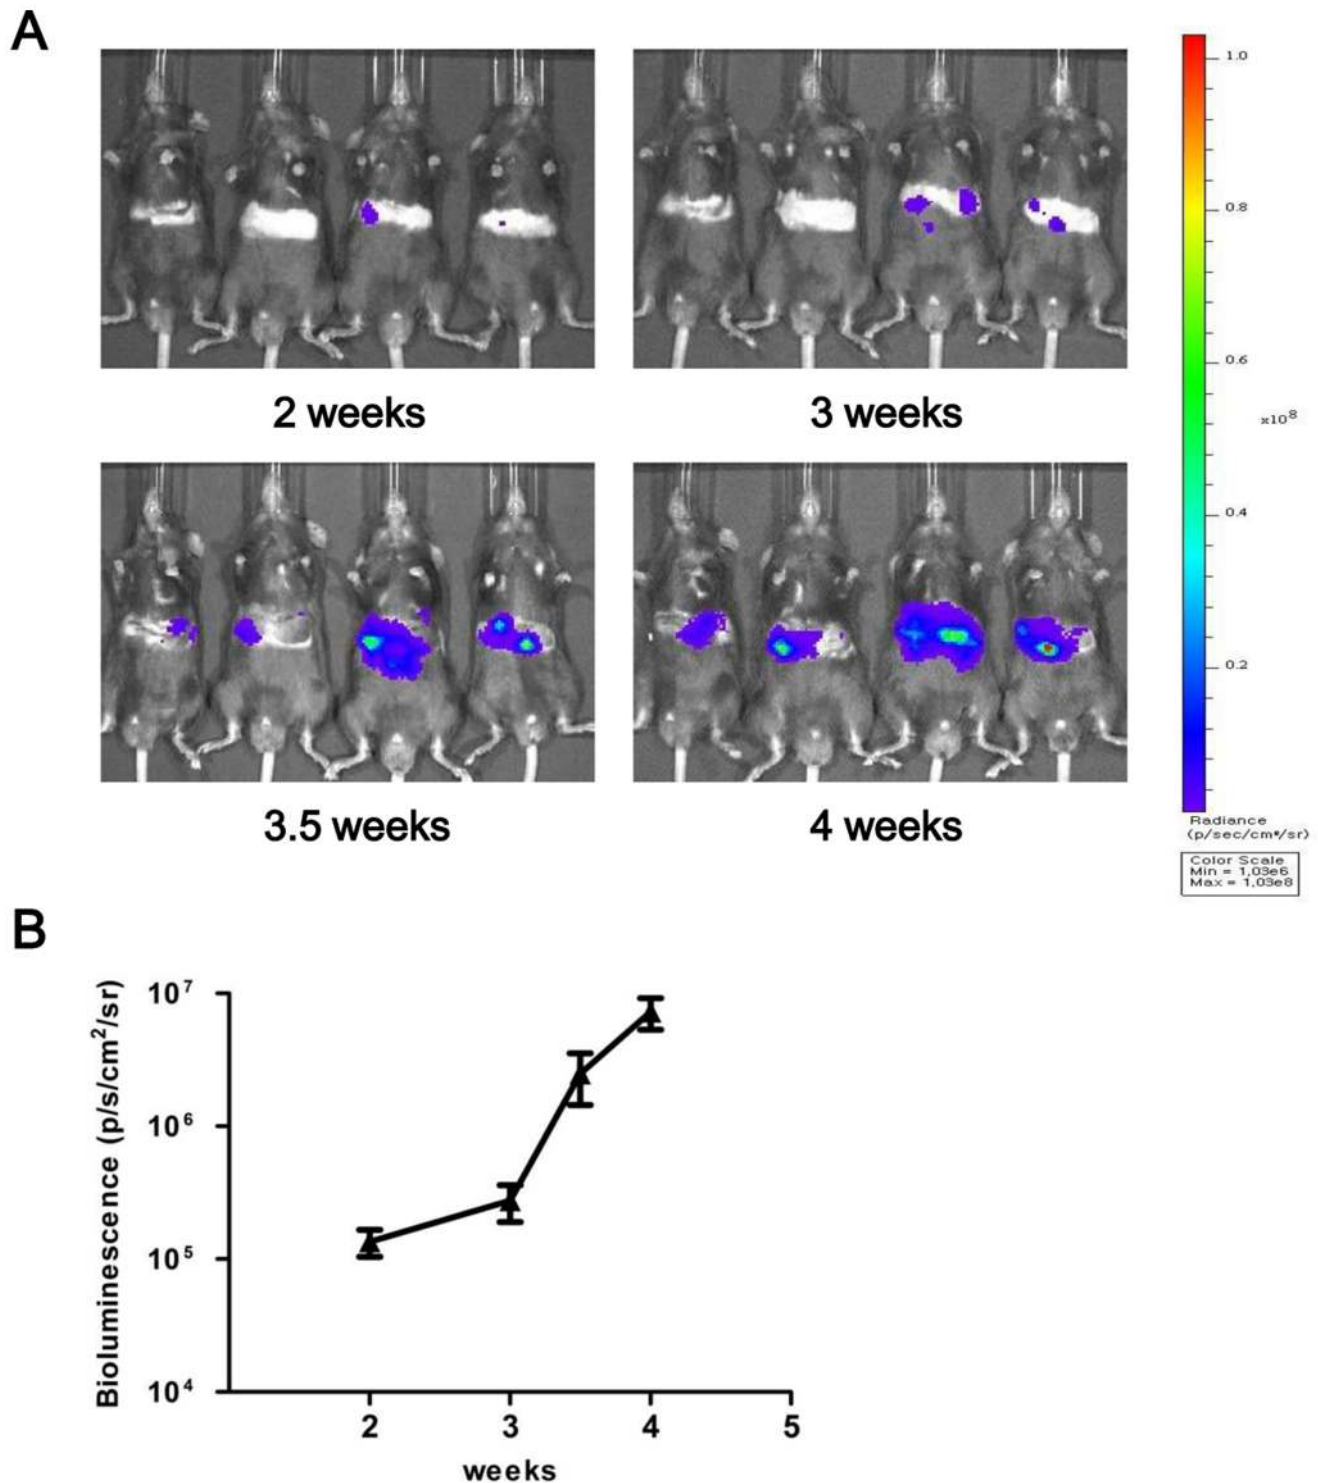 A
2 weeks
3 weeks
3.5 weeks
4 weeks
1.0
0.8
0.6
x10⁸
0.4
0.2
Radiance
(p/sec/cm²/sr)
Color Scale
Min = 1,03e6
Max = 1,03e8
B
Bioluminescence (p/s/cm²/sr)
10⁷
10⁶
10⁵
10⁴
2 3 4 5
weeks